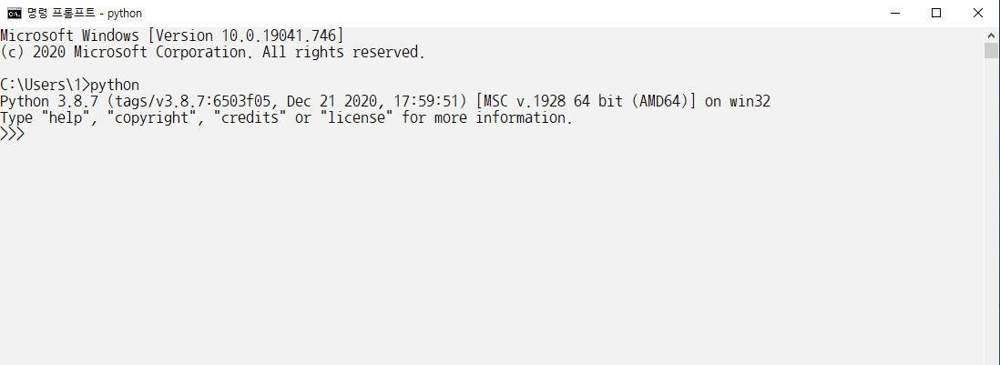 명령 프롬프트 - python
Microsoft Windows [Version 10.0.19041.746]
(c) 2020 Microsoft Corporation. All rights reserved.
C:\Users\1>python
Python 3.8.7 (tags/v3.8.7:6503f05, Dec 21 2020, 17:59:51) [MSC v.1928 64 bit (AMD64)] on win32
Type "help", "copyright", "credits" or "license" for more information.
>>>